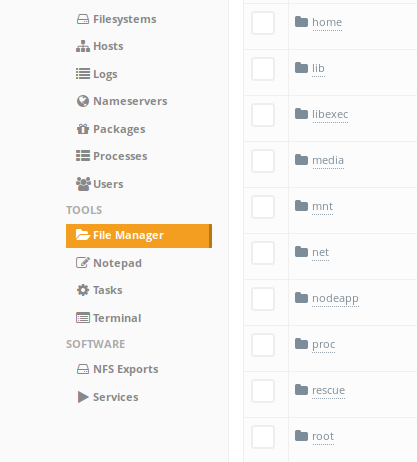 Filesystems
Hosts
Logs
Nameservers
Packages
Processes
Users
TOOLS
File Manager
Notepad
Tasks
Terminal
SOFTWARE
NFS Exports
Services
home
lib
libexec
media
mnt
net
nodeapp
proc
rescue
root